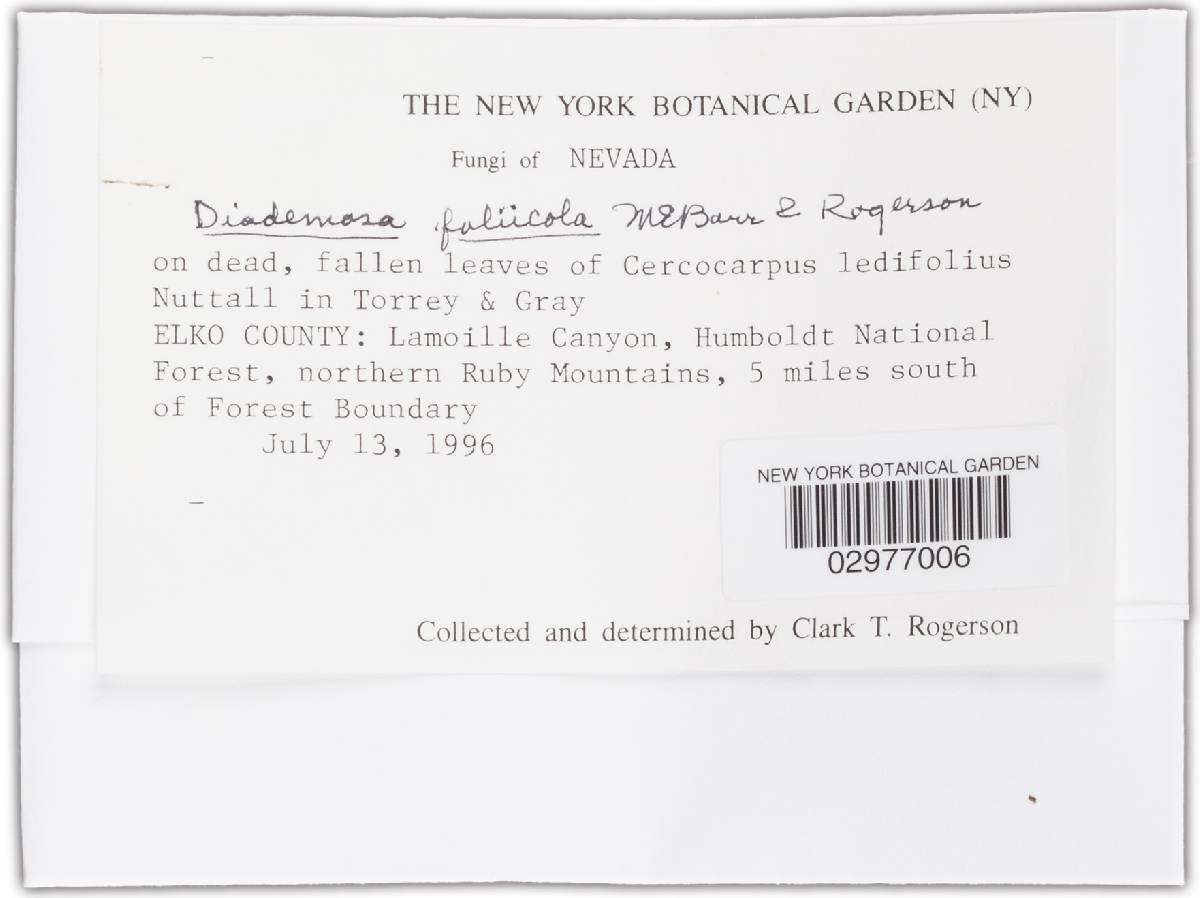 THE NEW YORK BOTANICAL GARDEN (NY)
Fungi of NEVADA
Diademosa foliicola M E Barr & Rogerson
on dead, fallen leaves of Cercocarpus ledifolius
Nuttall in Torrey & Gray
ELKO COUNTY: Lamoille Canyon, Humboldt National
Forest, northern Ruby Mountains, 5 miles south
of Forest Boundary
July 13, 1996
NEW YORK BOTANICAL GARDEN
02977006
Collected and determined by Clark T. Rogerson